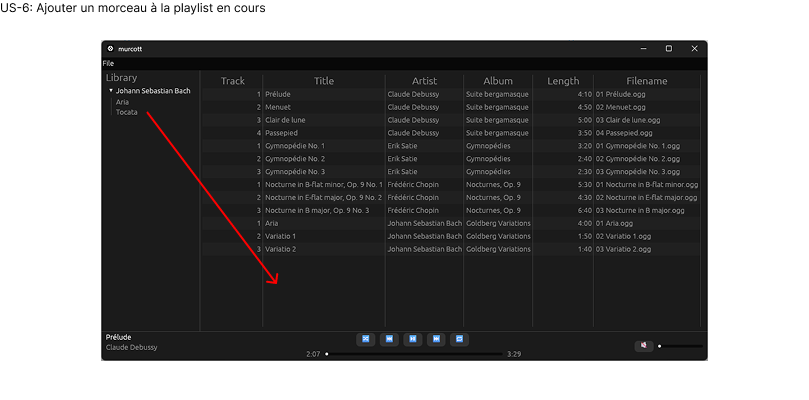 US-6: Ajouter un morceau à la playlist en cours
murcott
File
Library
Johann Sebastian Bach
Aria
Tocata
Track Title Artist Album Length Filename
1 Prélude Claude Debussy Suite bergamasque 4:10 01 Prélude.ogg
2 Menuet Claude Debussy Suite bergamasque 4:50 02 Menuet.ogg
3 Clair de lune Claude Debussy Suite bergamasque 5:00 03 Clair de lune.ogg
4 Passepied Claude Debussy Suite bergamasque 3:50 04 Passepied.ogg
1 Gymnopédie No. 1 Erik Satie Gymnopédies 3:20 01 Gymnopédie No. 1.ogg
2 Gymnopédie No. 2 Erik Satie Gymnopédies 2:40 02 Gymnopédie No. 2.ogg
3 Gymnopédie No. 3 Erik Satie Gymnopédies 2:30 03 Gymnopédie No. 3.ogg
1 Nocturne in B-flat minor, Op. 9 No. 1 Frédéric Chopin Nocturnes, Op. 9 5:30 01 Nocturne in B-flat minor.ogg
2 Nocturne in E-flat major, Op. 9 No. 2 Frédéric Chopin Nocturnes, Op. 9 4:30 02 Nocturne in E-flat major.ogg
3 Nocturne in B major, Op. 9 No. 3 Frédéric Chopin Nocturnes, Op. 9 6:40 03 Nocturne in B major.ogg
1 Aria Johann Sebastian Bach Goldberg Variations 4:00 01 Aria.ogg
2 Variatio 1 Johann Sebastian Bach Goldberg Variations 1:50 02 Variatio 1.ogg
3 Variatio 2 Johann Sebastian Bach Goldberg Variations 1:40 03 Variatio 2.ogg
Prélude
Claude Debussy
2:07 3:29